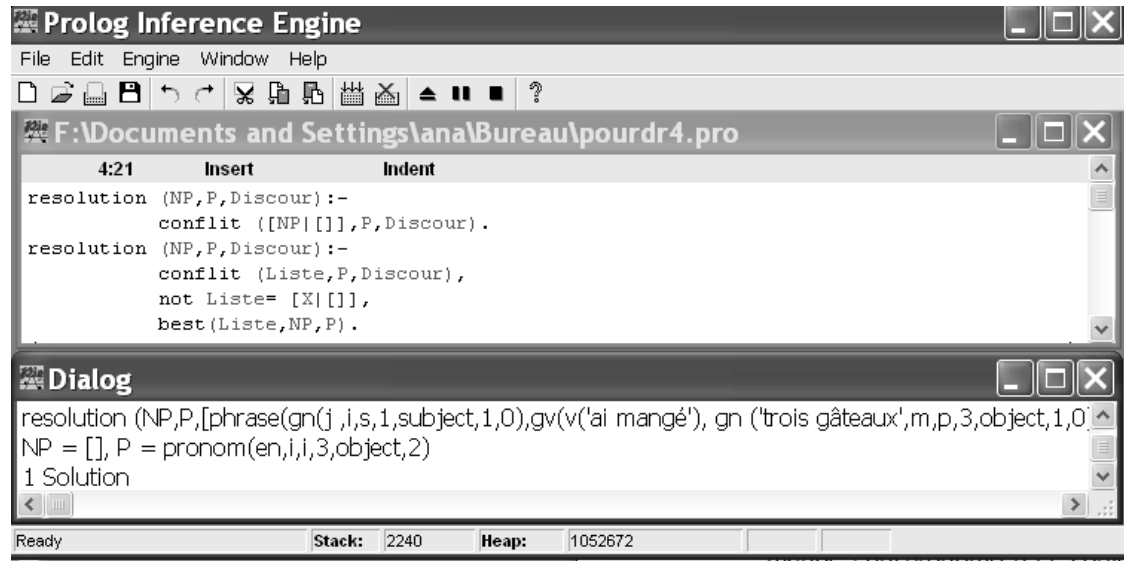 Prolog Inference Engine
File Edit Engine Window Help
F:\Documents and Settings\ana\Bureau\pourdr4.pro
4:21 Insert Indent
resolution (NP,P,Discour):-
conflit ([NP|[]],P,Discour).
resolution (NP,P,Discour):-
conflit (Liste,P,Discour),
not Liste= [X|[]],
best(Liste,NP,P).
Dialog
resolution (NP,P,[phrase(gn(j ,i,s,1,subject,1,0),gv(v('ai mangé'), gn ('trois gâteaux',m,p,3,object,1,0
NP = [], P = pronom(en,i,i,3,object,2)
1 Solution
Ready Stack: 2240 Heap: 1052672